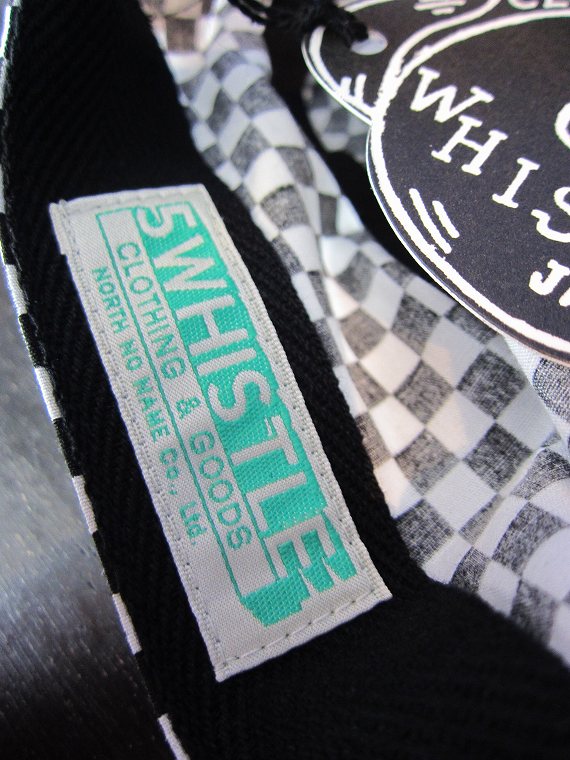 5WHISTLE
CLOTHING & GOODS
NORTH NO NAME Co., Ltd
WHIS